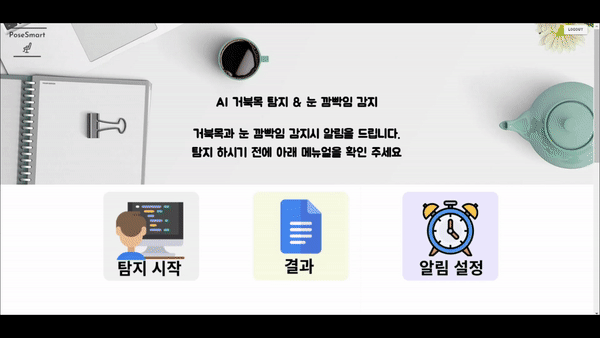 PoseSmart
LOGOUT
AI 거북목 탐지 & 눈 깜빡임 감지
거북목과 눈 깜빡임 감지시 알림을 드립니다.
탐지 하시기 전에 아래 메뉴얼을 확인 주세요
탐지 시작
결과
알림 설정